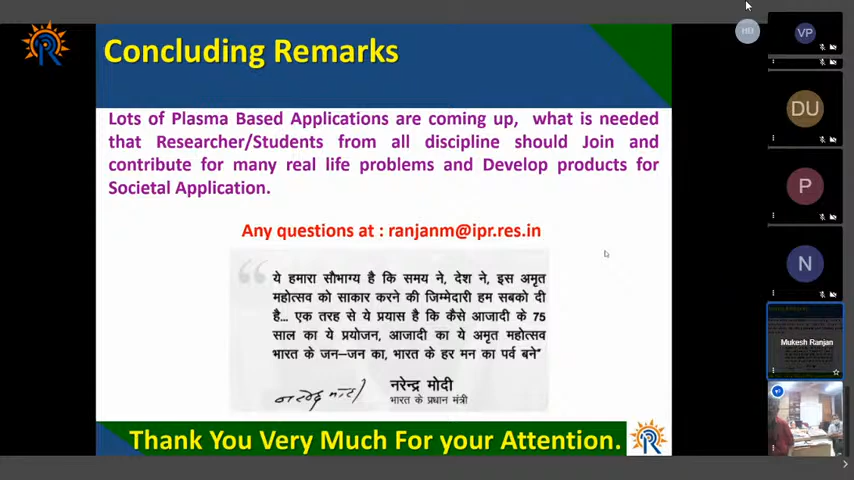 Concluding Remarks
Lots of Plasma Based Applications are coming up, what is needed
that Researcher/Students from all discipline should Join and
contribute for many real life problems and Develop products for
Societal Application.
Any questions at : ranjanm@ipr.res.in
“ ये हमारा सौभाग्य है कि समय ने, देश ने, इस अमृत
महोत्सव को साकार करने की जिम्मेदारी हम सबको दी
है... एक तरह से ये प्रयास है कि कैसे आजादी के 75
साल का ये प्रयोजन, आजादी का ये अमृत महोत्सव
भारत के जन–जन का, भारत के हर मन का पर्व बने”
नरेन्द्र मोदी
भारत के प्रधान मंत्री
Thank You Very Much For your Attention.
HU
VP
DU
P
N
Mukesh Ranjan